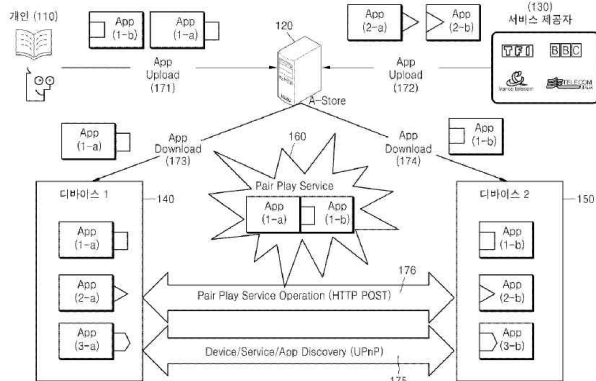 개인 (110)
App
(1-b)
App
(1-a)
App
Upload
(171)
120
A-Store
App
(2-a)
App
(2-b)
App
Upload
(172)
(130)
서비스 제공자
TFI
BBC
TELECOM
App
(1-a)
App
Download
(173)
160
App
Download
(174)
App
(1-b)
Pair Play Service
App
(1-a)
App
(1-b)
디바이스 1
140
App
(1-a)
App
(2-a)
App
(3-a)
디바이스 2
150
App
(1-b)
App
(2-b)
App
(3-b)
176
Pair Play Service Operation (HTTP POST)
Device/Service/App Discovery (UPnP)
175